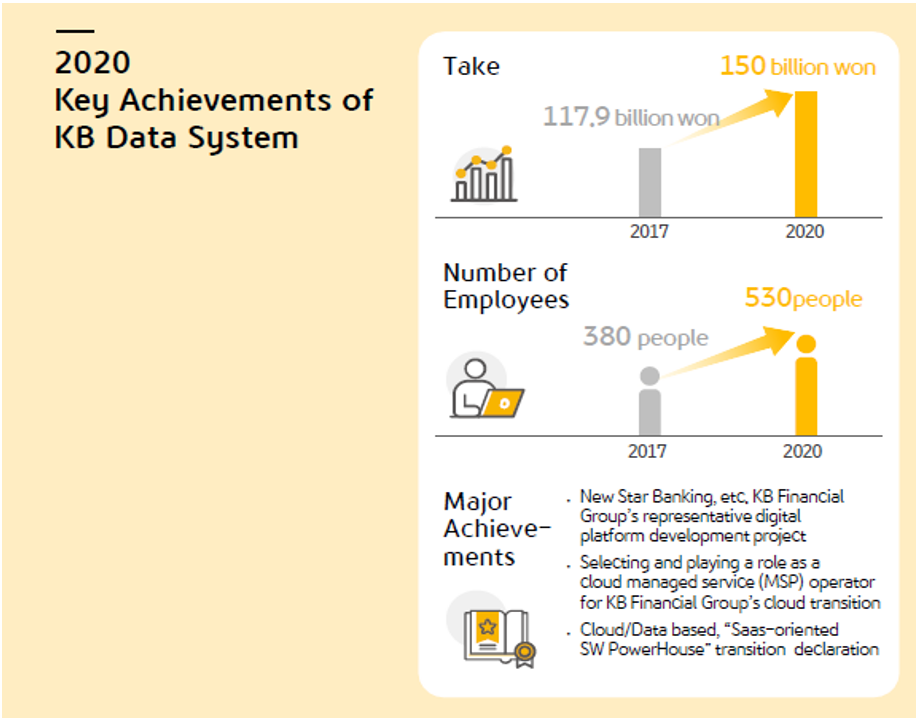 2020
Key Achievements of
KB Data System
Take
150 billion won
117.9 billion won
2017
2020
Number of
Employees
530people
380 people
2017
2020
Major
Achieve-
ments
. New Star Banking, etc, KB Financial
Group's representative digital
platform development project
. Selecting and playing a role as a
cloud managed service (MSP) operator
for KB Financial Group's cloud transition
. Cloud/Data based, "Saas-oriented
SW PowerHouse" transition declaration